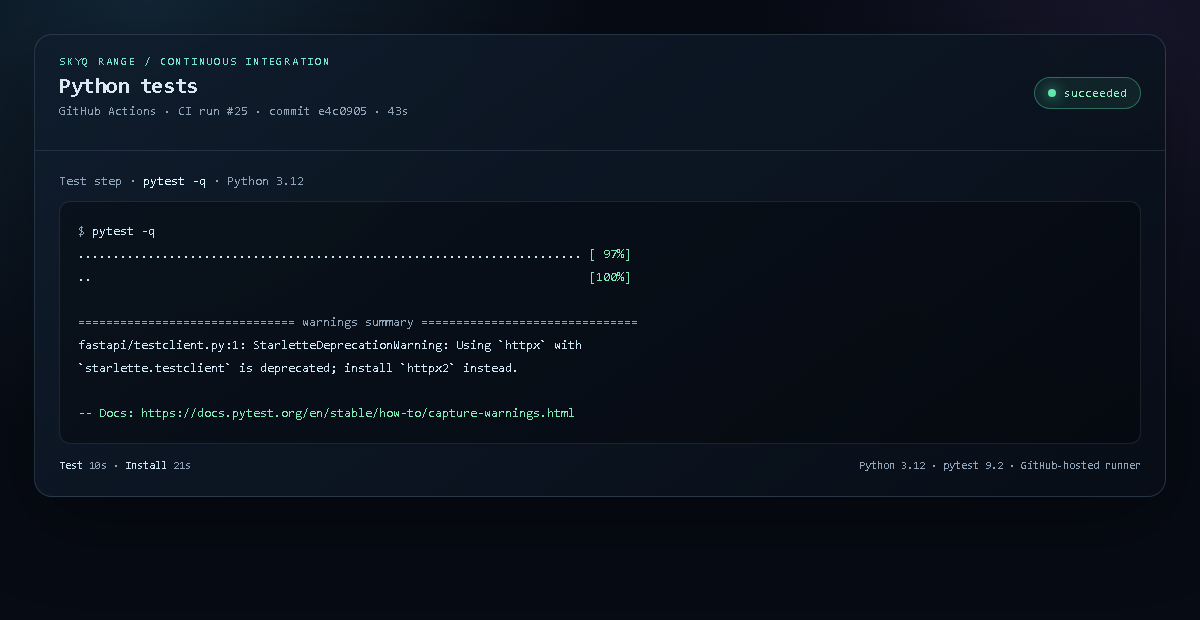 SKYQ RANGE / CONTINUOUS INTEGRATION
Python tests
GitHub Actions · CI run #25 · commit e4c0905 · 43s
succeeded
Test step · pytest -q · Python 3.12
$ pytest -q
........................................................................ [ 97%]
.. [100%]
=============================== warnings summary ===============================
fastapi/testclient.py:1: StarletteDeprecationWarning: Using `httpx` with
`starlette.testclient` is deprecated; install `httpx2` instead.
-- Docs: https://docs.pytest.org/en/stable/how-to/capture-warnings.html
Test 10s · Install 21s
Python 3.12 · pytest 9.2 · GitHub-hosted runner